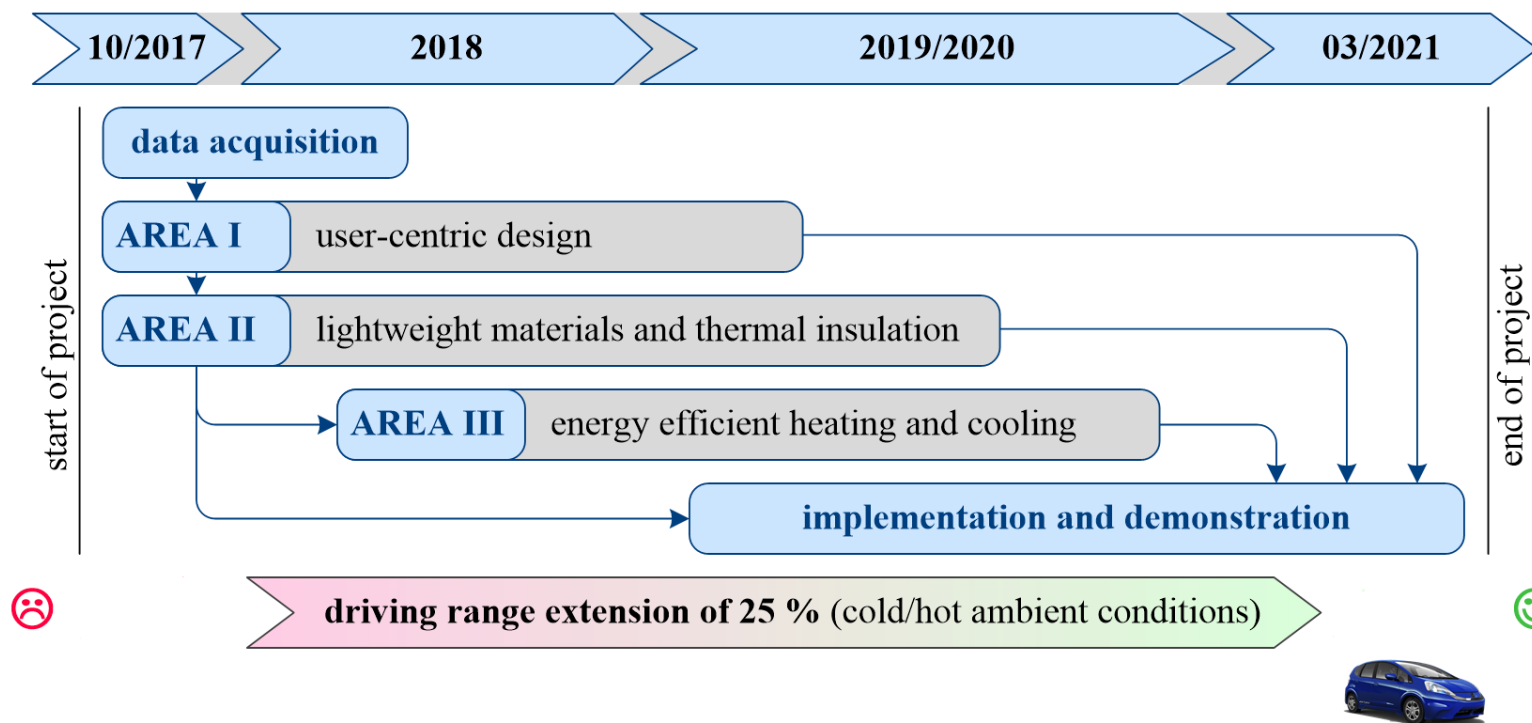 10/2017
2018
2019/2020
03/2021
start of project
data acquisition
AREA I
user-centric design
AREA II
lightweight materials and thermal insulation
AREA III
energy efficient heating and cooling
implementation and demonstration
end of project
driving range extension of 25 % (cold/hot ambient conditions)